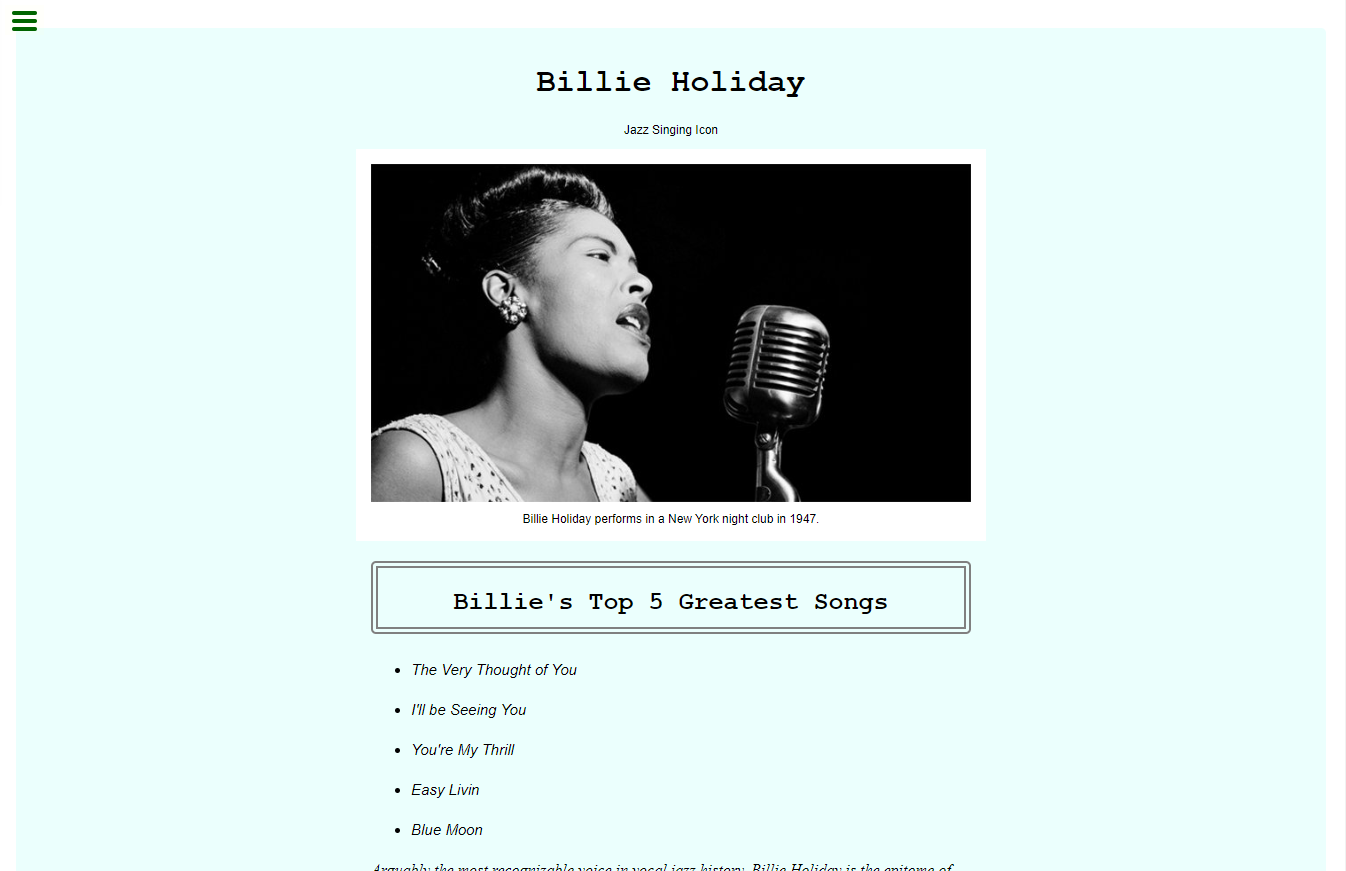 Billie Holiday
Jazz Singing Icon
Billie Holiday performs in a New York night club in 1947.
Billie's Top 5 Greatest Songs
The Very Thought of You
I'll be Seeing You
You're My Thrill
Easy Livin
Blue Moon
Arguably the most recognizable voice in vocal jazz history, Billie Holiday is the epitome of